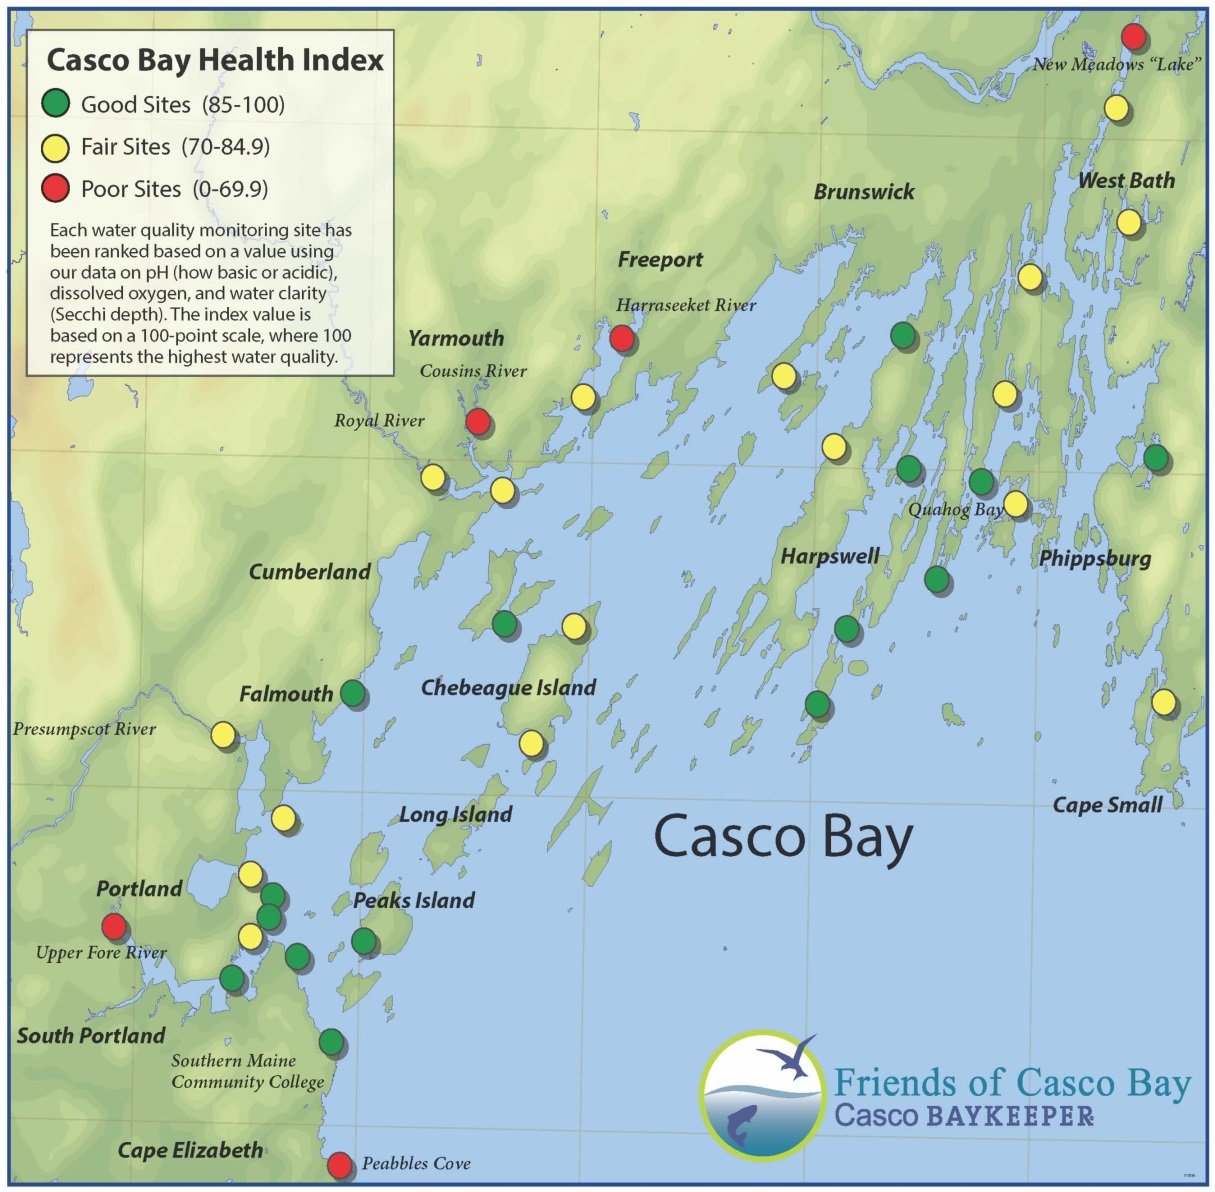 Casco Bay Health Index
Good Sites (85-100)
Fair Sites (70-84.9)
Poor Sites (0-69.9)
Each water quality monitoring site has
been ranked based on a value using
our data on pH (how basic or acidic),
dissolved oxygen, and water clarity
(Secchi depth). The index value is
based on a 100-point scale, where 100
represents the highest water quality.
New Meadows “Lake”
West Bath
Brunswick
Freeport
Harraseeket River
Yarmouth
Cousins River
Royal River
Quahog Bay
Harpswell
Phippsburg
Cumberland
Chebeague Island
Falmouth
Presumpscot River
Cape Small
Long Island
Casco Bay
Portland
Peaks Island
Upper Fore River
South Portland
Southern Maine
Community College
Cape Elizabeth
Peabbles Cove
Friends of Casco Bay
Casco BAYKEEPER